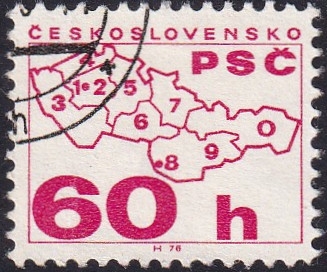 ČESKOSLOVENSKO
PSČ
4
3 1 2 5 7
6 0
8 9
60 h
H 76